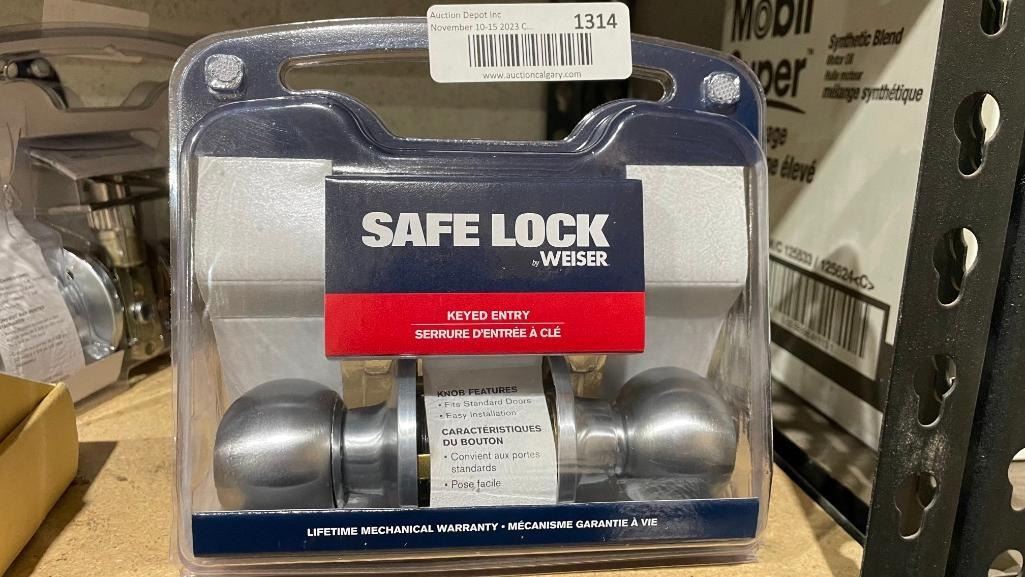 Auction Depot Inc
November 10-15 2023 C...
1314
www.auctioncalgary.com
SAFE LOCK
by WEISER
KEYED ENTRY
SERRURE D'ENTRÉE À CLÉ
KNOB FEATURES
• Fits Standard Doors
• Easy Installation
CARACTÉRISTIQUES
DU BOUTON
• Convient aux portes
standards
• Pose facile
LIFETIME MECHANICAL WARRANTY • MÉCANISME GARANTIE À VIE
Mobil
Super
Synthetic Blend
Motor Oil
Huile moteur
mélange synthétique
élevé
125833 / 125624<C>